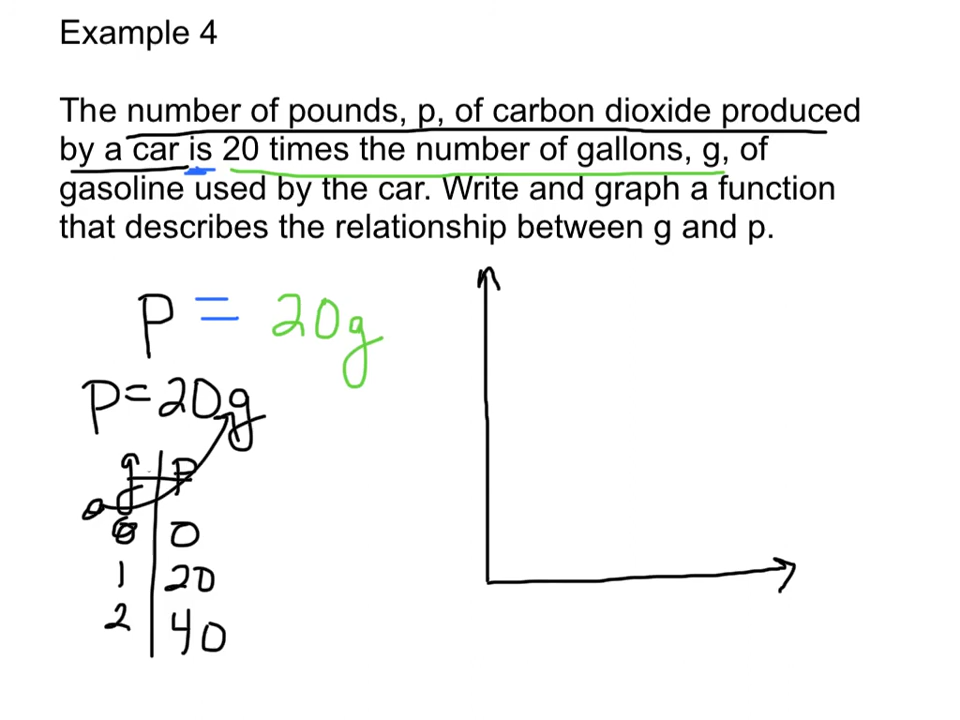 Example 4
The number of pounds, p, of carbon dioxide produced
by a car is 20 times the number of gallons, g, of
gasoline used by the car. Write and graph a function
that describes the relationship between g and p.
P = 20g
P=20g
g P
0 0
1 20
2 40